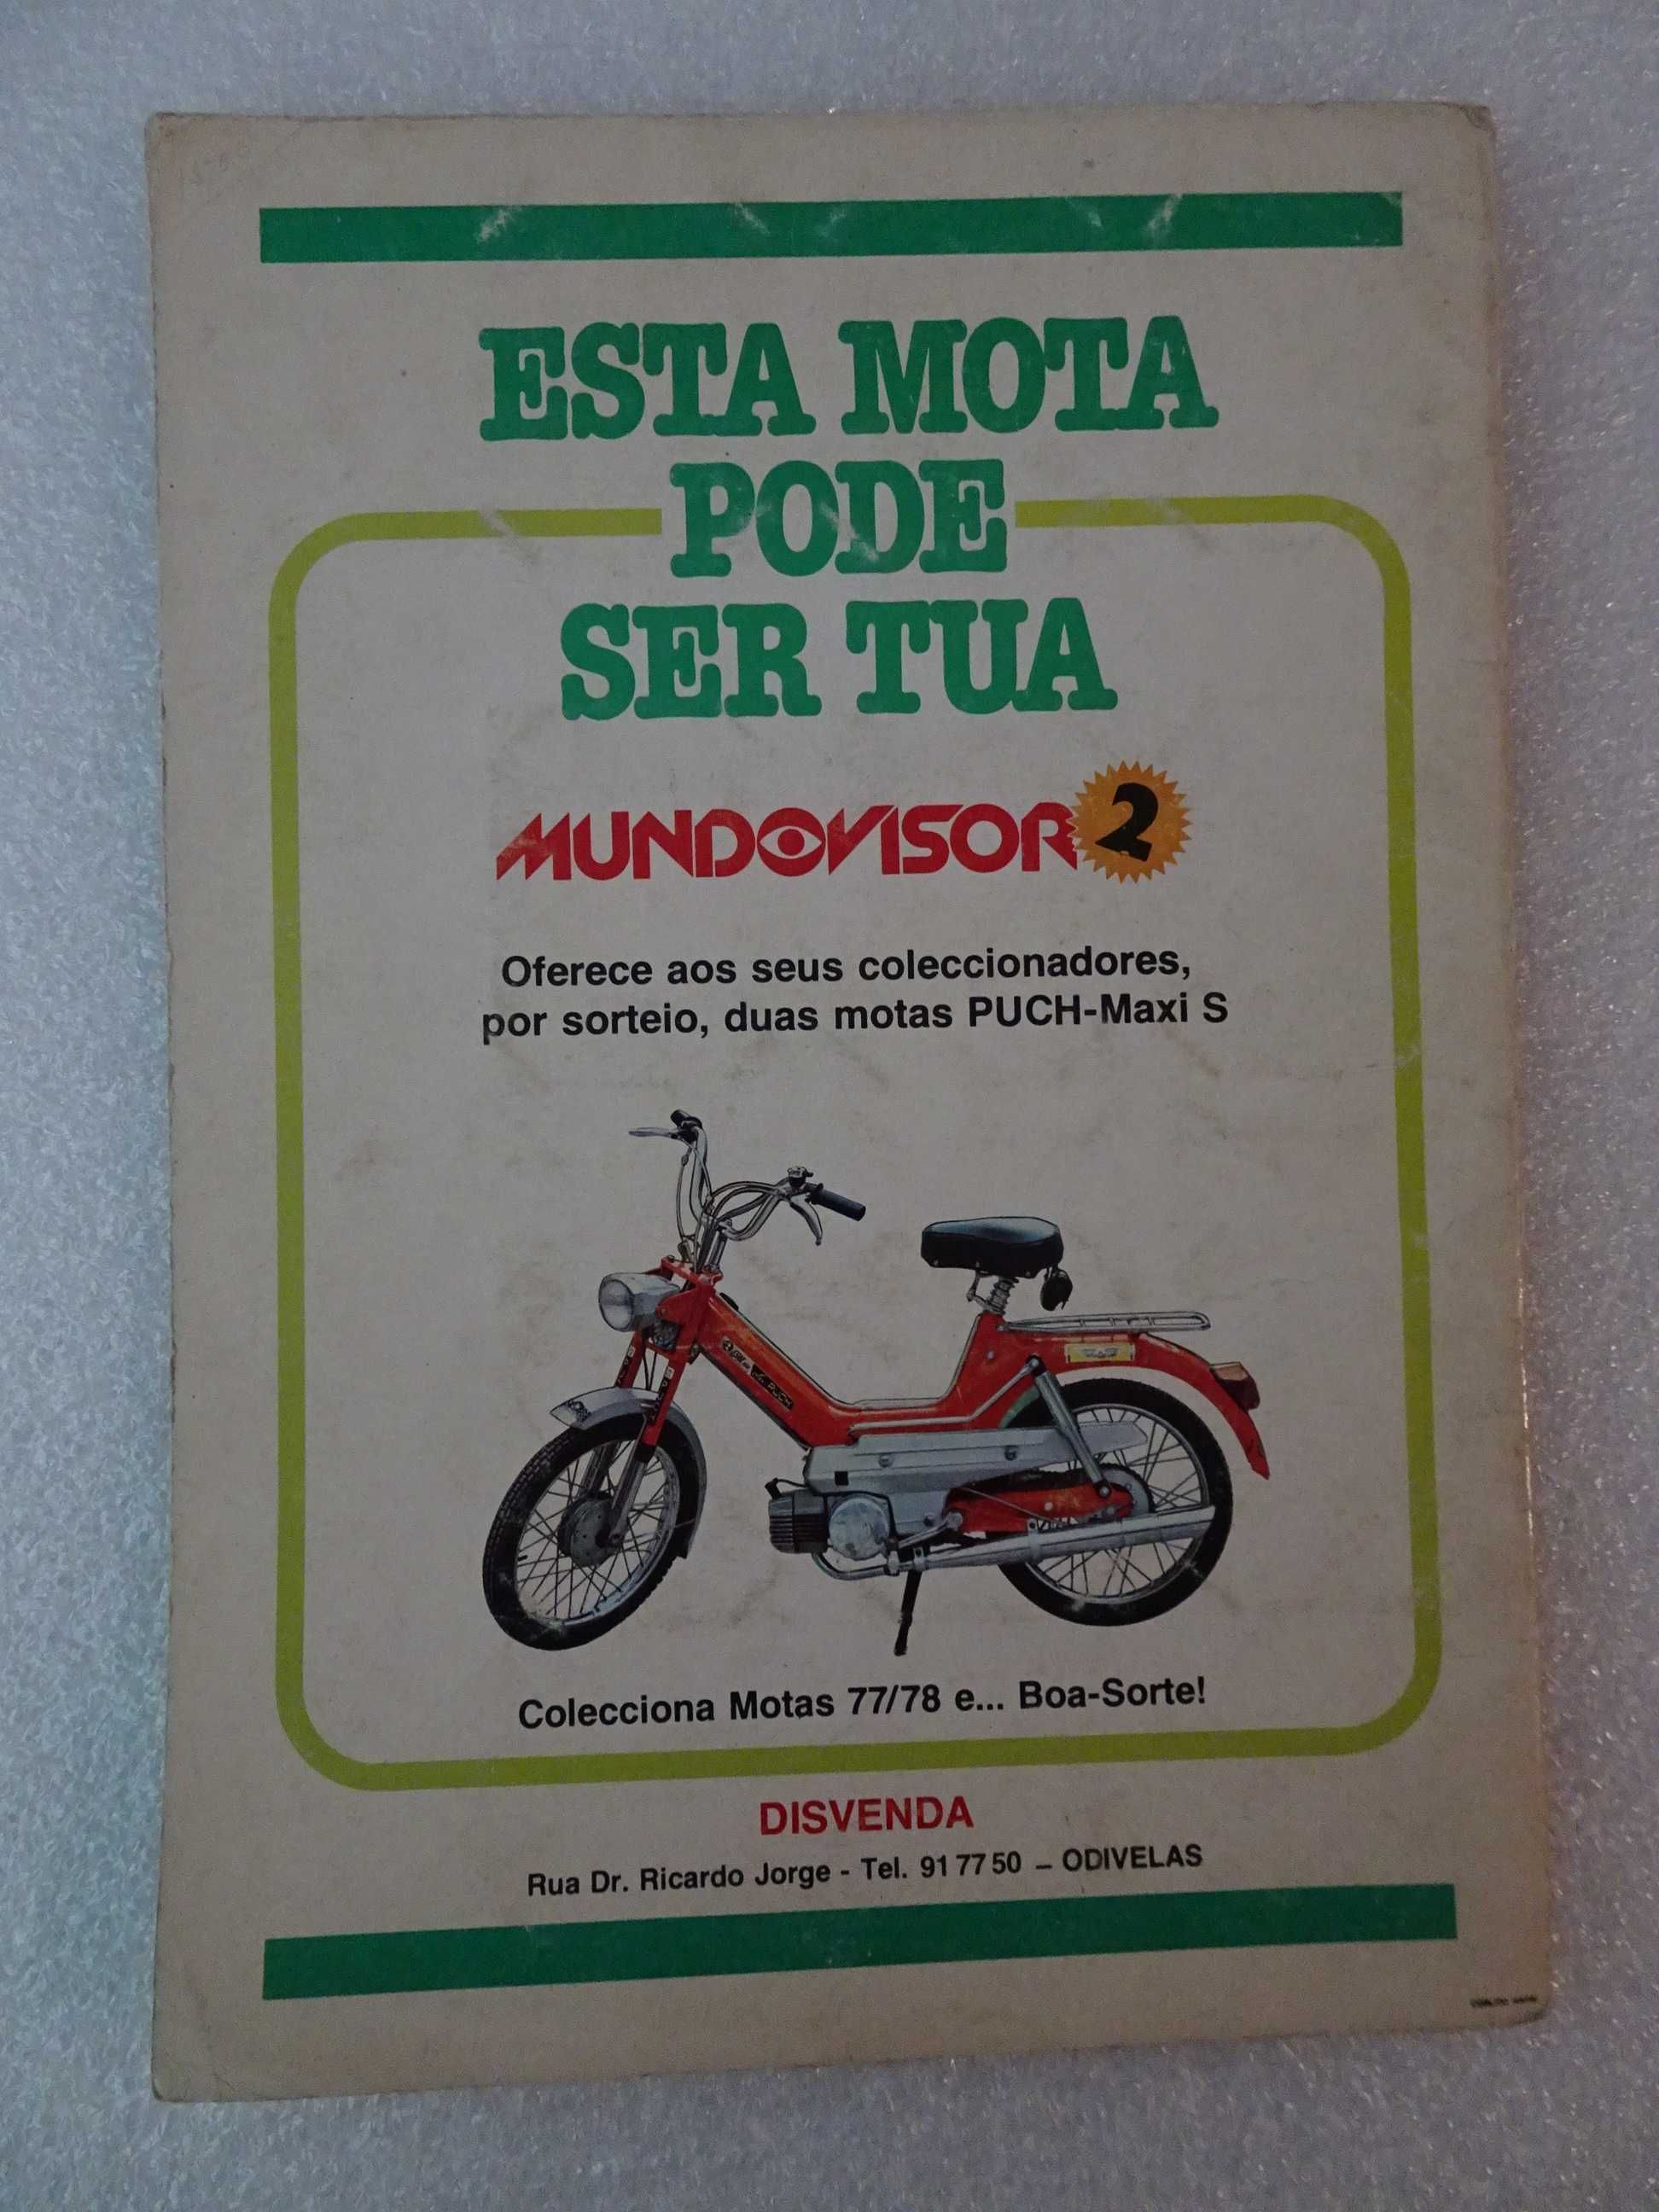 ESTA MOTA
PODE
SER TUA
MUNDOVISOR 2
Oferece aos seus coleccionadores,
por sorteio, duas motas PUCH-Maxi S
Colecciona Motas 77/78 e... Boa-Sorte!
DISVENDA
Rua Dr. Ricardo Jorge - Tel. 91 77 50 – ODIVELAS